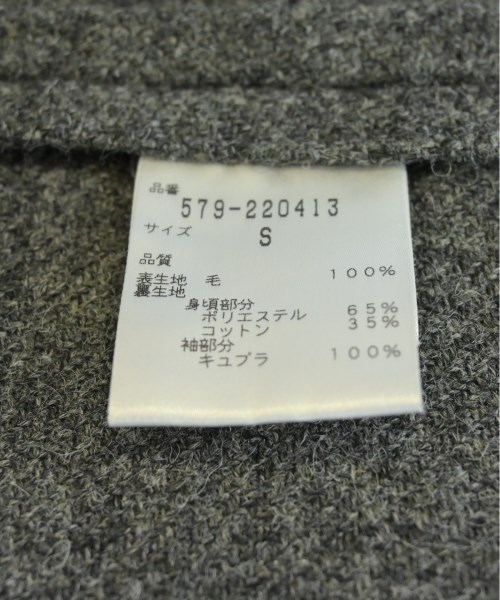 品番
579-220413
サイズ S
品質
表生地 毛 100%
裏生地
身頃部分
ポリエステル 65%
コットン 35%
袖部分
キュプラ 100%